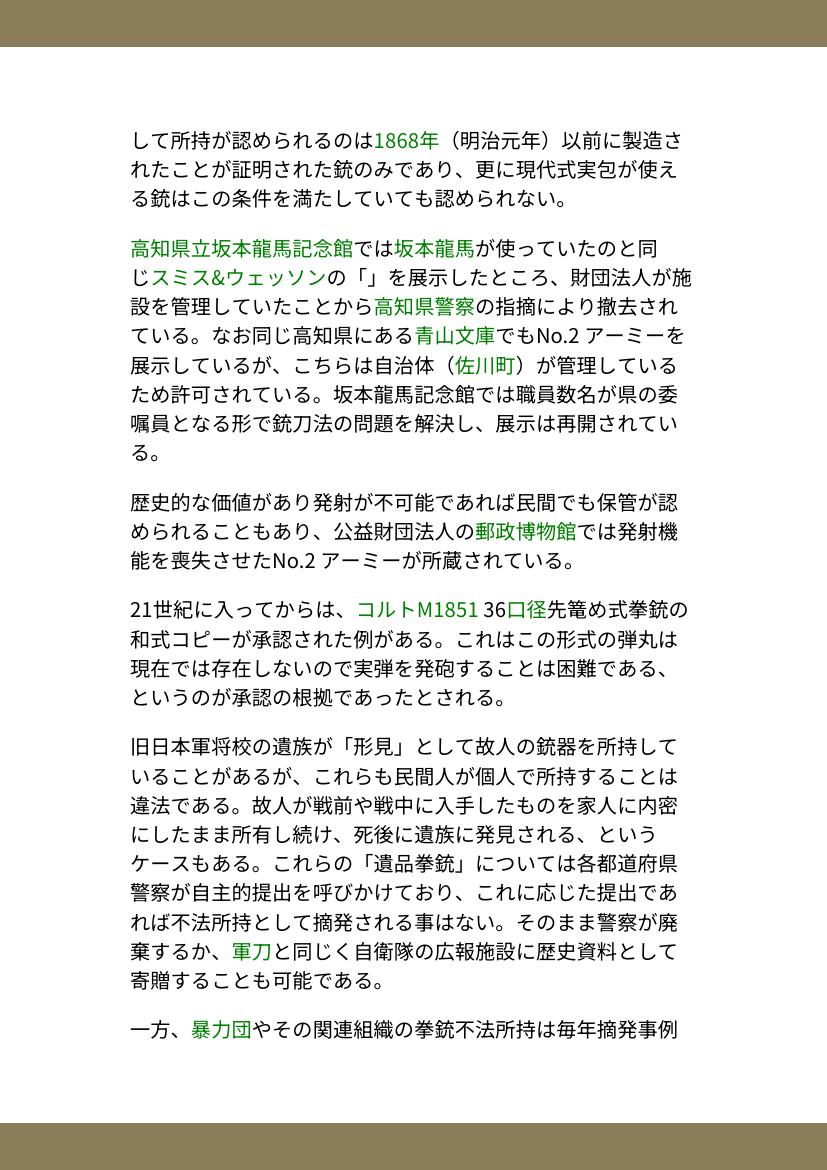 して所持が認められるのは1868年（明治元年）以前に製造さ
れたことが証明された銃のみであり、更に現代式実包が使え
る銃はこの条件を満たしていても認められない。
高知県立坂本龍馬記念館では坂本龍馬が使っていたのと同
じスミス&ウェッソンの「」を展示したところ、財団法人が施
設を管理していたことから高知県警察の指摘により撤去され
ている。なお同じ高知県にある青山文庫でもNo.2 アーミーを
展示しているが、こちらは自治体（佐川町）が管理している
ため許可されている。坂本龍馬記念館では職員数名が県の委
嘱員となる形で銃刀法の問題を解決し、展示は再開されてい
る。
歴史的な価値があり発射が不可能であれば民間でも保管が認
められることもあり、公益財団法人の郵政博物館では発射機
能を喪失させたNo.2 アーミーが所蔵されている。
21世紀に入ってからは、コルトM1851 36口径先篭め式拳銃の
和式コピーが承認された例がある。これはこの形式の弾丸は
現在では存在しないので実弾を発砲することは困難である、
というのが承認の根拠であったとされる。
旧日本軍将校の遺族が「形見」として故人の銃器を所持して
いることがあるが、これらも民間人が個人で所持することは
違法である。故人が戦前や戦中に入手したものを家人に内密
にしたまま所有し続け、死後に遺族に発見される、という
ケースもある。これらの「遺品拳銃」については各都道府県
警察が自主的提出を呼びかけており、これに応じた提出であ
れば不法所持として摘発される事はない。そのまま警察が廃
棄するか、軍刀と同じく自衛隊の広報施設に歴史資料として
寄贈することも可能である。
一方、暴力団やその関連組織の拳銃不法所持は毎年摘発事例